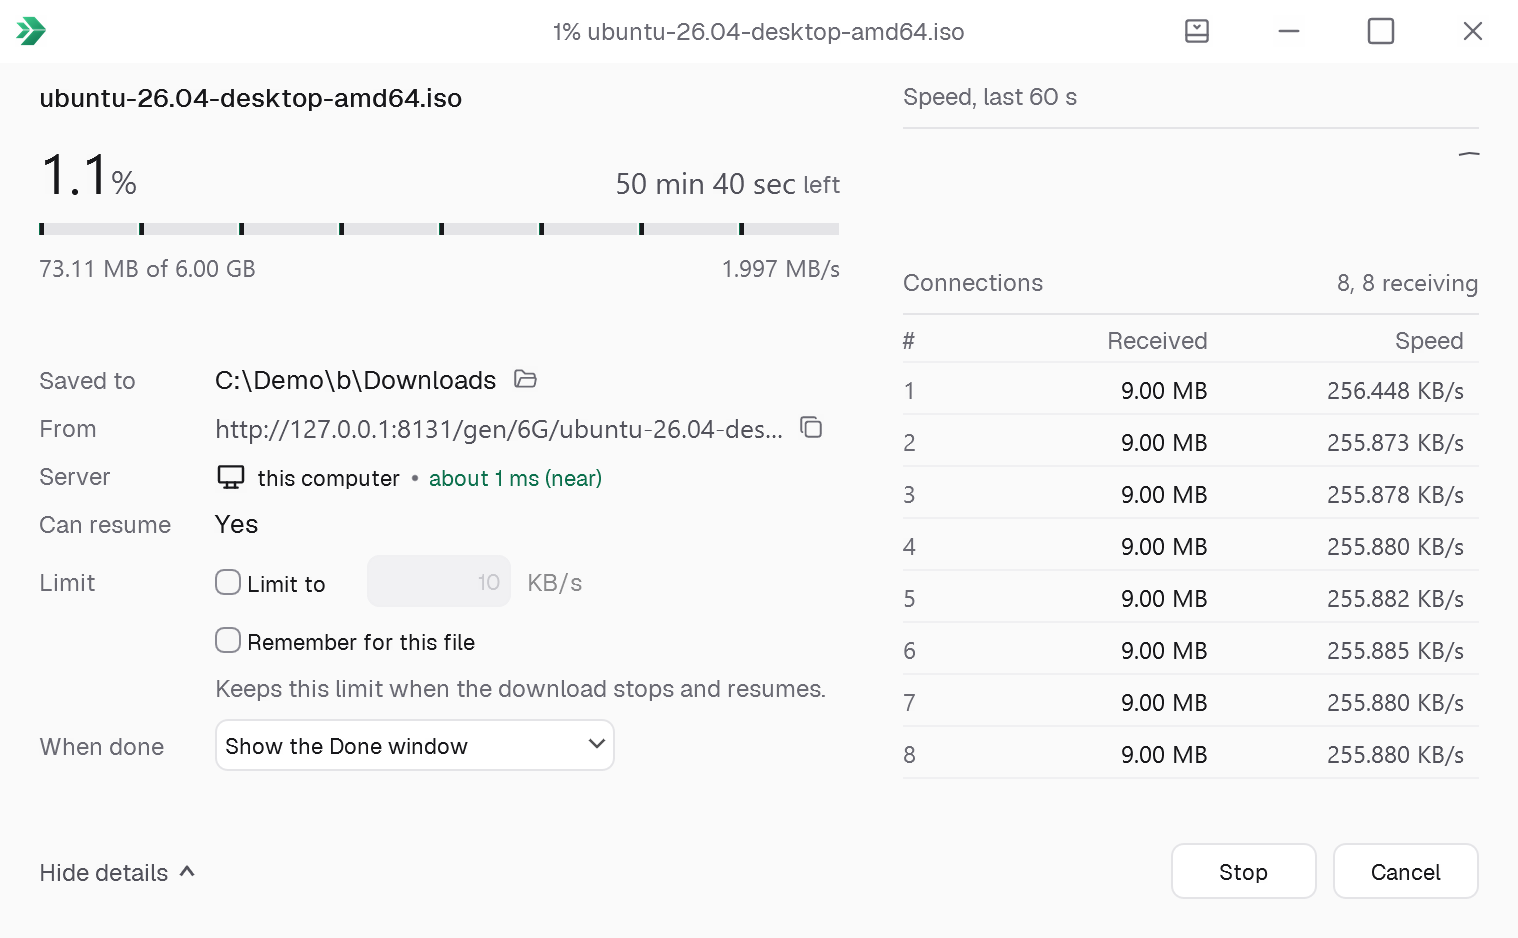 1% ubuntu-26.04-desktop-amd64.iso
ubuntu-26.04-desktop-amd64.iso
1.1%
50 min 40 sec left
73.11 MB of 6.00 GB
1.997 MB/s
Saved to C:\Demo\b\Downloads
From http://127.0.0.1:8131/gen/6G/ubuntu-26.04-des...
Server this computer • about 1 ms (near)
Can resume Yes
Limit Limit to 10 KB/s
Remember for this file
Keeps this limit when the download stops and resumes.
When done Show the Done window
Hide details
Speed, last 60 s
Connections 8, 8 receiving
# Received Speed
1 9.00 MB 256.448 KB/s
2 9.00 MB 255.873 KB/s
3 9.00 MB 255.878 KB/s
4 9.00 MB 255.880 KB/s
5 9.00 MB 255.882 KB/s
6 9.00 MB 255.885 KB/s
7 9.00 MB 255.880 KB/s
8 9.00 MB 255.880 KB/s
Stop Cancel